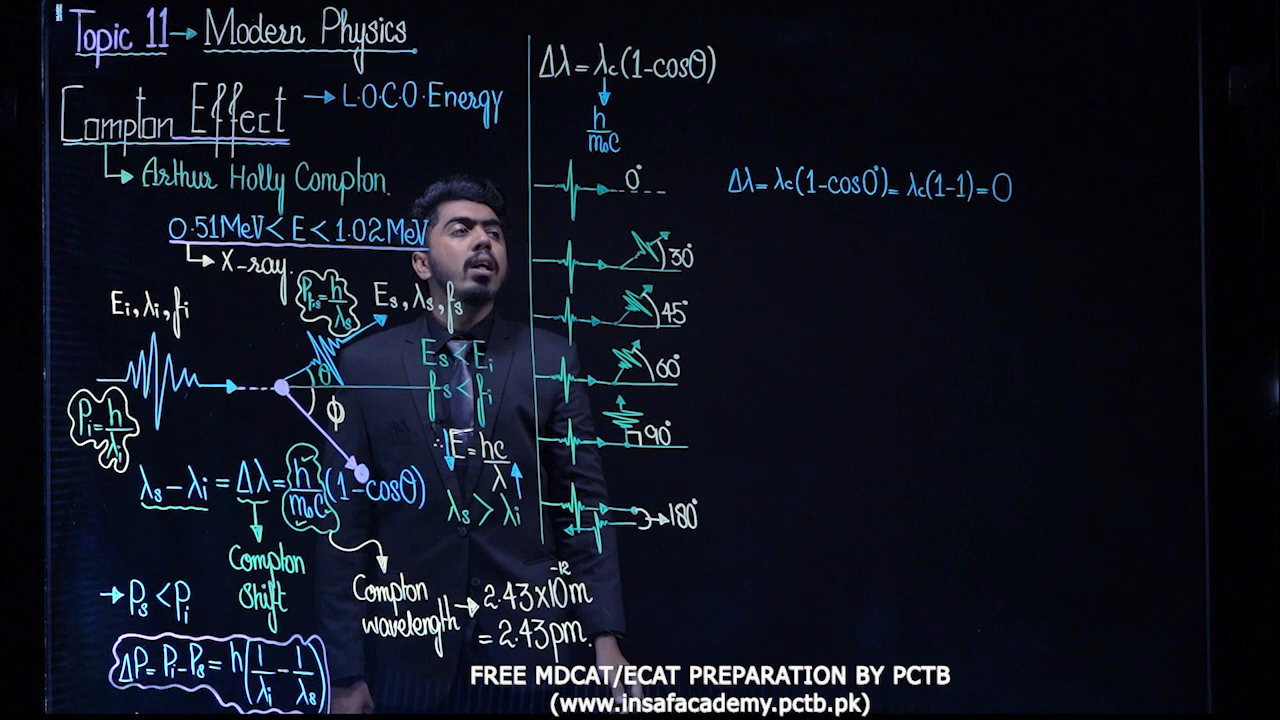 Topic 11 → Modern Physics
Compton Effect → L.O.C.O.Energy
Arthur Holly Compton.
0.51MeV < E < 1.02MeV
X-ray.
Ei, λi, fi
Pi = h/λi
Pp.s = h/λs
Es, λs, fs
θ
Φ
Es < Ei
fs < fi
∴ E = hc/λ
λs > λi
λs - λi = Δλ = h/m₀c (1-cosθ)
Compton
Shift
Compton
wavelength → 2.43x10⁻¹²m
= 2.43pm.
→ Ps < Pi
ΔP = Pi - Ps = h(1/λi - 1/λs)
Δλ = λc(1-cosθ)
h/m₀c
0°
30°
45°
60°
90°
180°
Δλ = λc(1-cos0°) = λc(1-1) = 0
FREE MDCAT/ECAT PREPARATION BY PCTB
(www.insafacademy.pctb.pk)